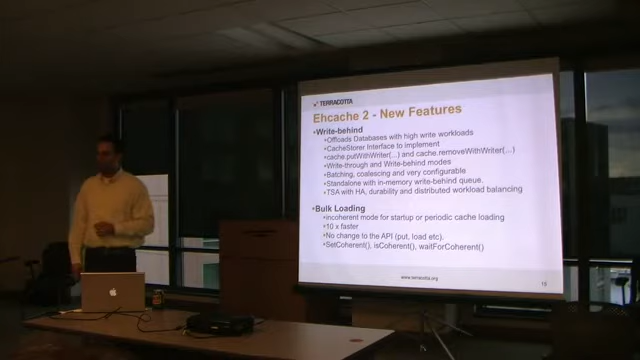 TERRACOTTA
Ehcache 2 - New Features
•Write-behind
•Offloads Databases with high write workloads
•CacheStorer Interface to implement
•cache.putWithWriter(...) and cache.removeWithWriter(...)
•Write-through and Write-behind modes
•Batching, coalescing and very configurable
•Standalone with in-memory write-behind queue.
•TSA with HA, durability and distributed workload balancing
•Bulk Loading
•incoherent mode for startup or periodic cache loading
•10 x faster
•No change to the API (put, load etc).
•SetCoherent(), isCoherent(), waitForCoherent()
www.terracotta.org